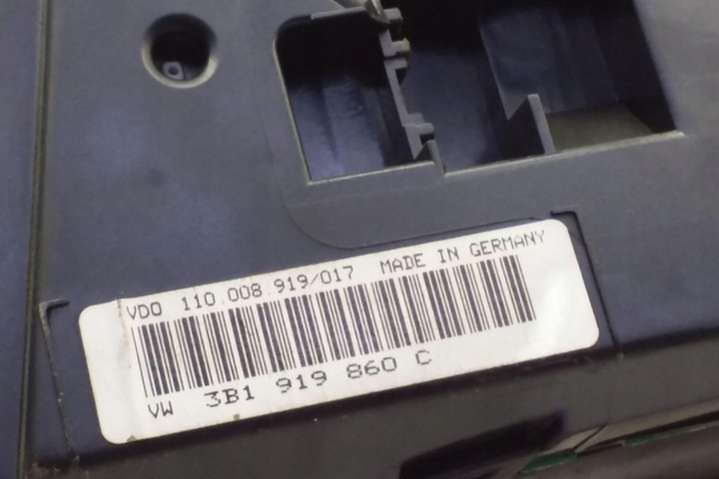 VDO 110.008.919/017 MADE IN GERMANY
VW 3B1 919 860 C